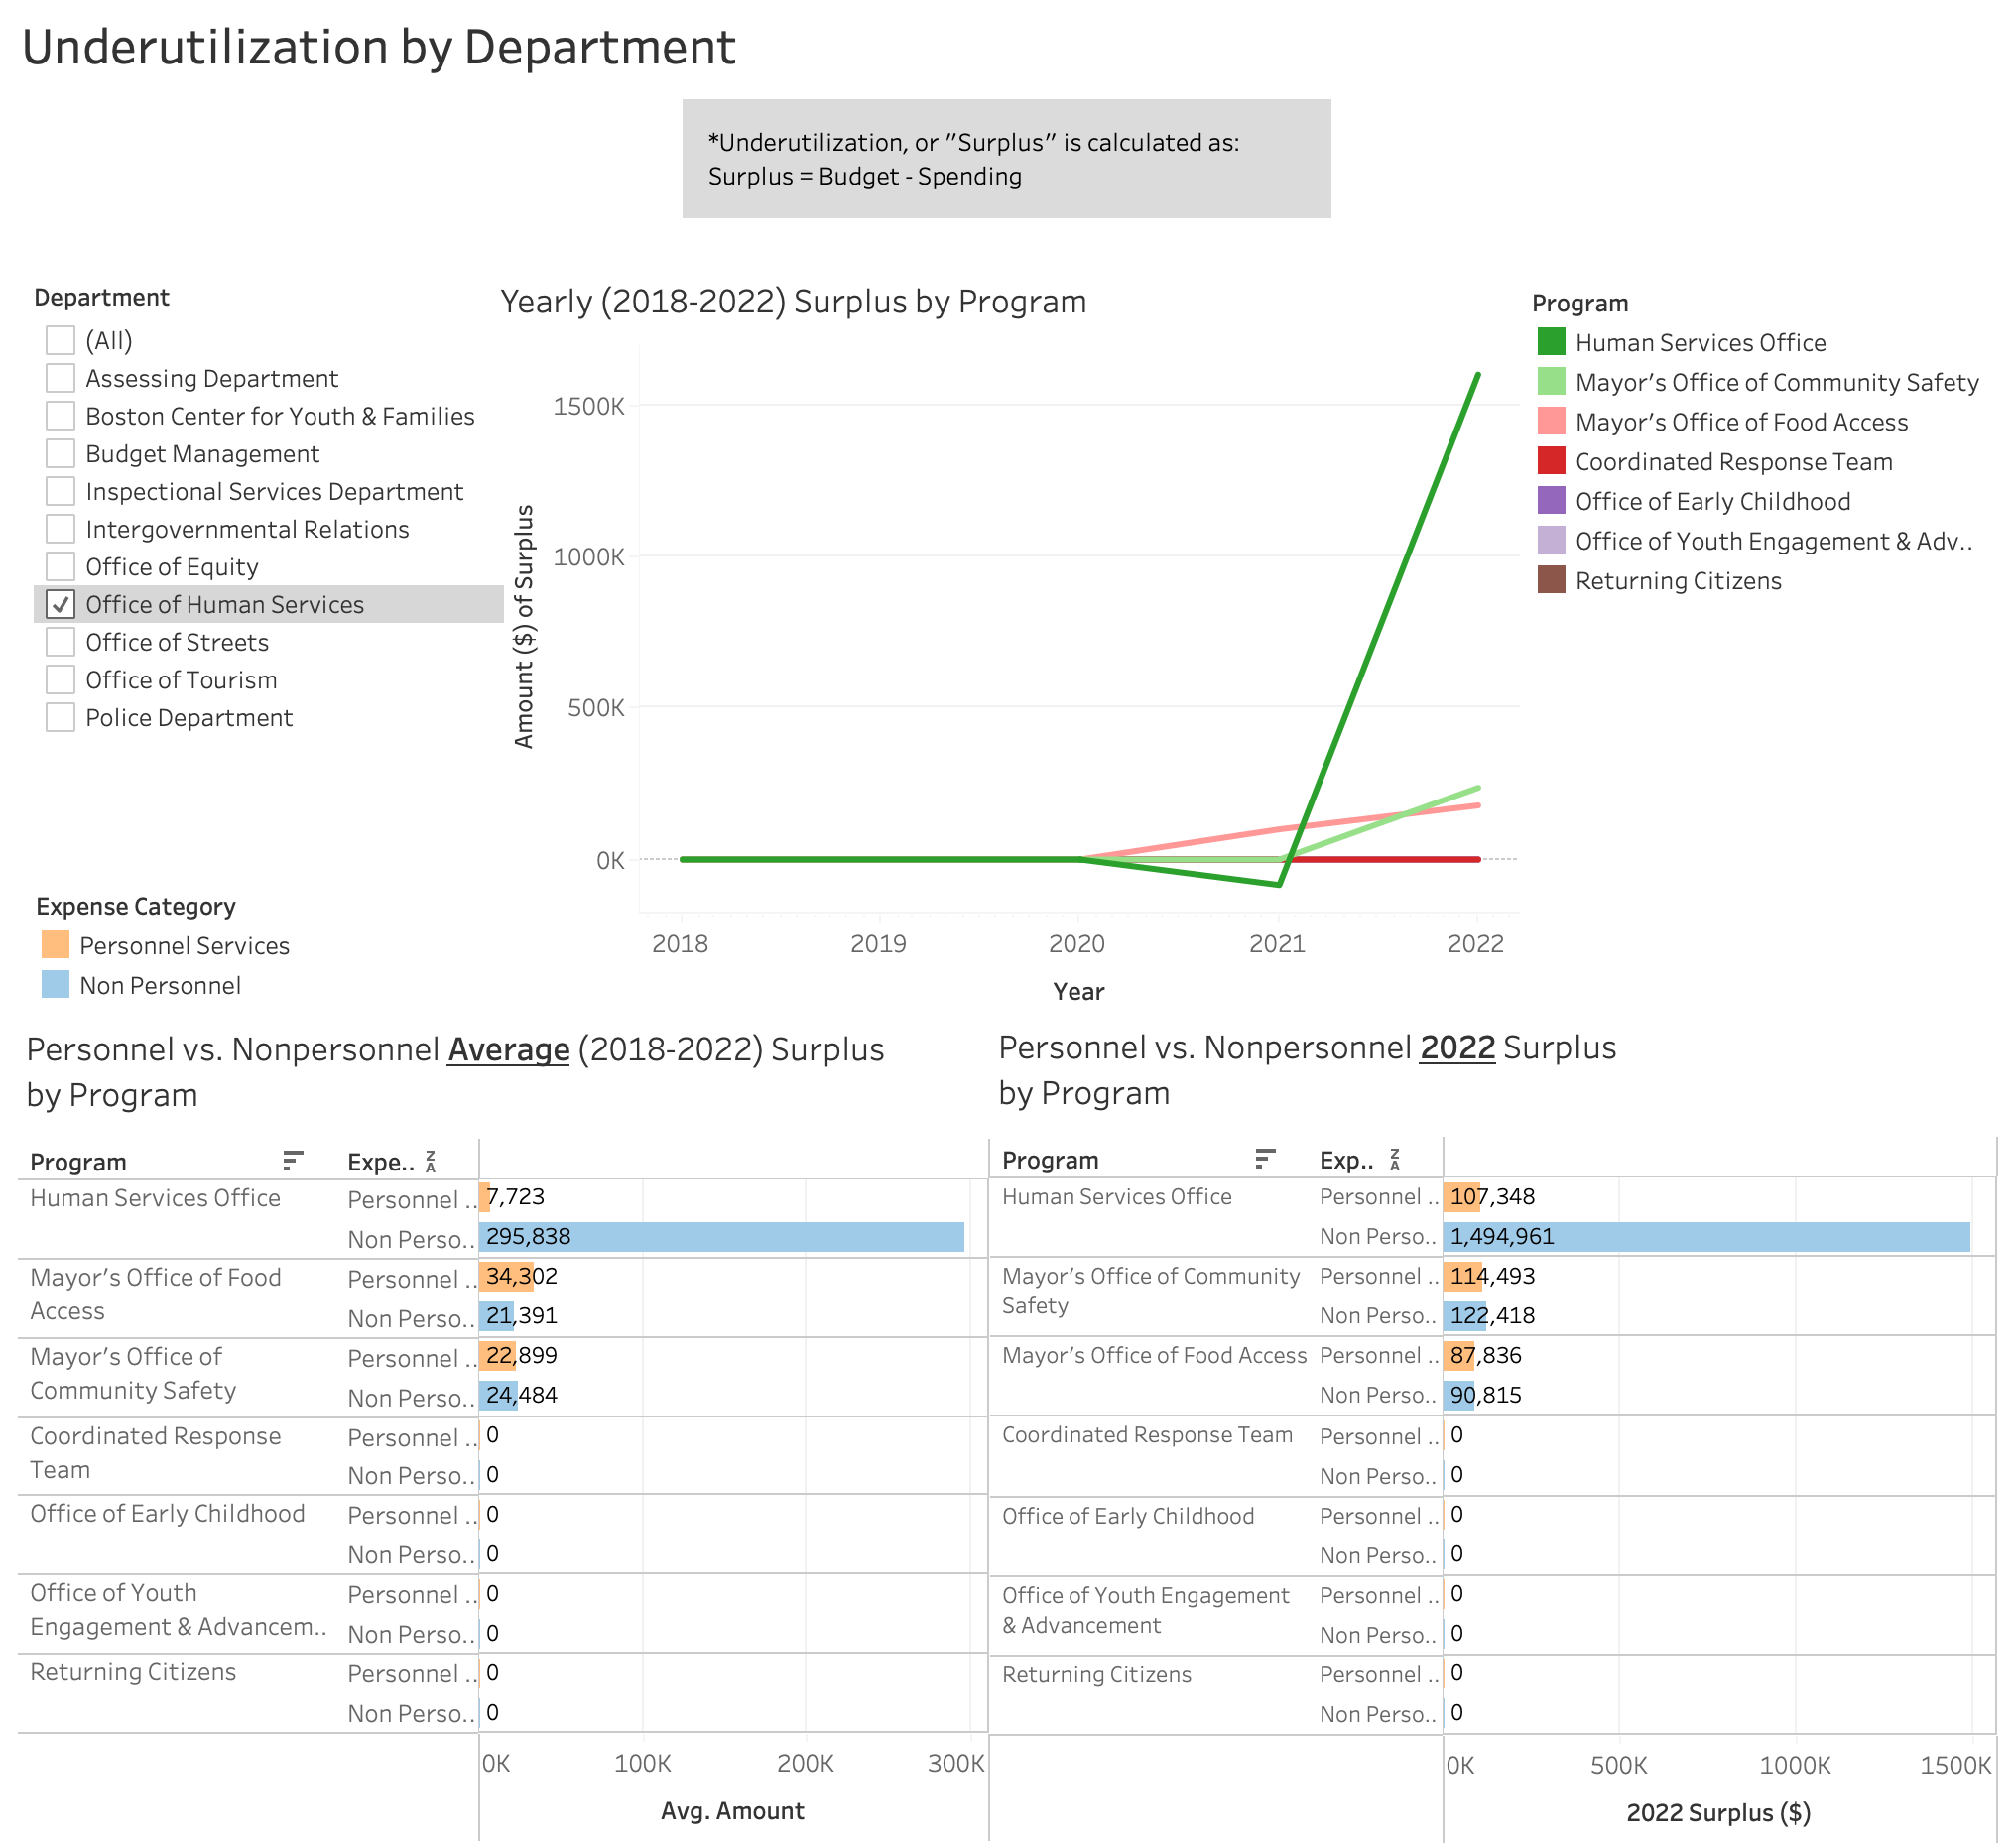 Underutilization by Department
*Underutilization, or "Surplus" is calculated as:
Surplus = Budget - Spending
Department
(All)
Assessing Department
Boston Center for Youth & Families
Budget Management
Inspectional Services Department
Intergovernmental Relations
Office of Equity
Office of Human Services
Office of Streets
Office of Tourism
Police Department
Expense Category
Personnel Services
Non Personnel
Yearly (2018-2022) Surplus by Program
Amount ($) of Surplus
1500K
1000K
500K
0K
2018 2019 2020 2021 2022
Year
Program
Human Services Office
Mayor's Office of Community Safety
Mayor's Office of Food Access
Coordinated Response Team
Office of Early Childhood
Office of Youth Engagement & Adv..
Returning Citizens
Personnel vs. Nonpersonnel Average (2018-2022) Surplus
by Program
Program Expe.. Z A
Human Services Office Personnel .. 7,723
Non Perso.. 295,838
Mayor's Office of Food Personnel .. 34,302
Access Non Perso.. 21,391
Mayor's Office of Personnel .. 22,899
Community Safety Non Perso.. 24,484
Coordinated Response Personnel .. 0
Team Non Perso.. 0
Office of Early Childhood Personnel .. 0
Non Perso.. 0
Office of Youth Personnel .. 0
Engagement & Advancem.. Non Perso.. 0
Returning Citizens Personnel .. 0
Non Perso.. 0
0K 100K 200K 300K
Avg. Amount
Personnel vs. Nonpersonnel 2022 Surplus
by Program
Program Exp.. Z A
Human Services Office Personnel .. 107,348
Non Perso.. 1,494,961
Mayor's Office of Community Personnel .. 114,493
Safety Non Perso.. 122,418
Mayor's Office of Food Access Personnel .. 87,836
Non Perso.. 90,815
Coordinated Response Team Personnel .. 0
Non Perso.. 0
Office of Early Childhood Personnel .. 0
Non Perso.. 0
Office of Youth Engagement Personnel .. 0
& Advancement Non Perso.. 0
Returning Citizens Personnel .. 0
Non Perso.. 0
0K 500K 1000K 1500K
2022 Surplus ($)